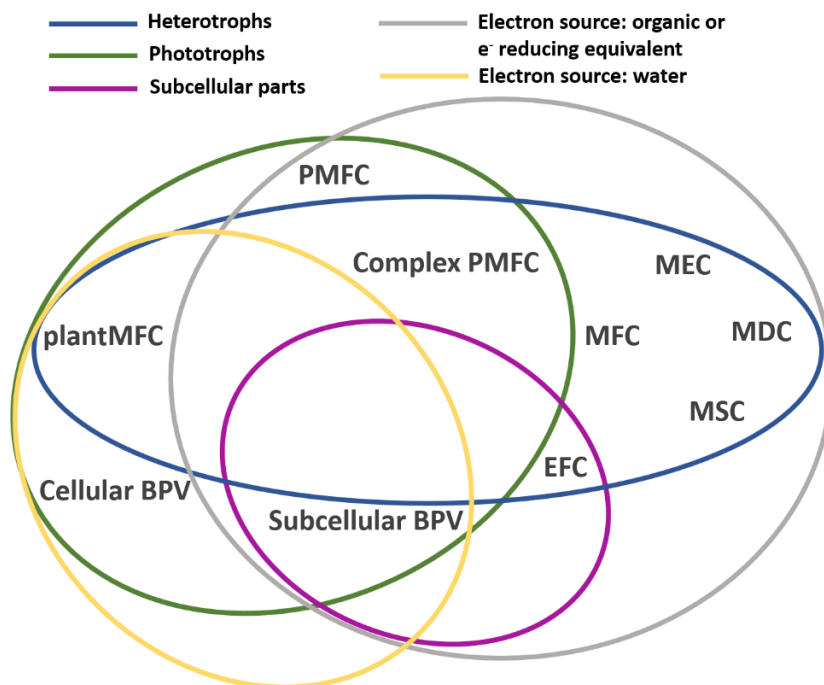 Heterotrophs
Phototrophs
Subcellular parts
Electron source: organic or
e⁻ reducing equivalent
Electron source: water
PMFC
Complex PMFC
MEC
plantMFC
MFC
MDC
MSC
EFC
Cellular BPV
Subcellular BPV